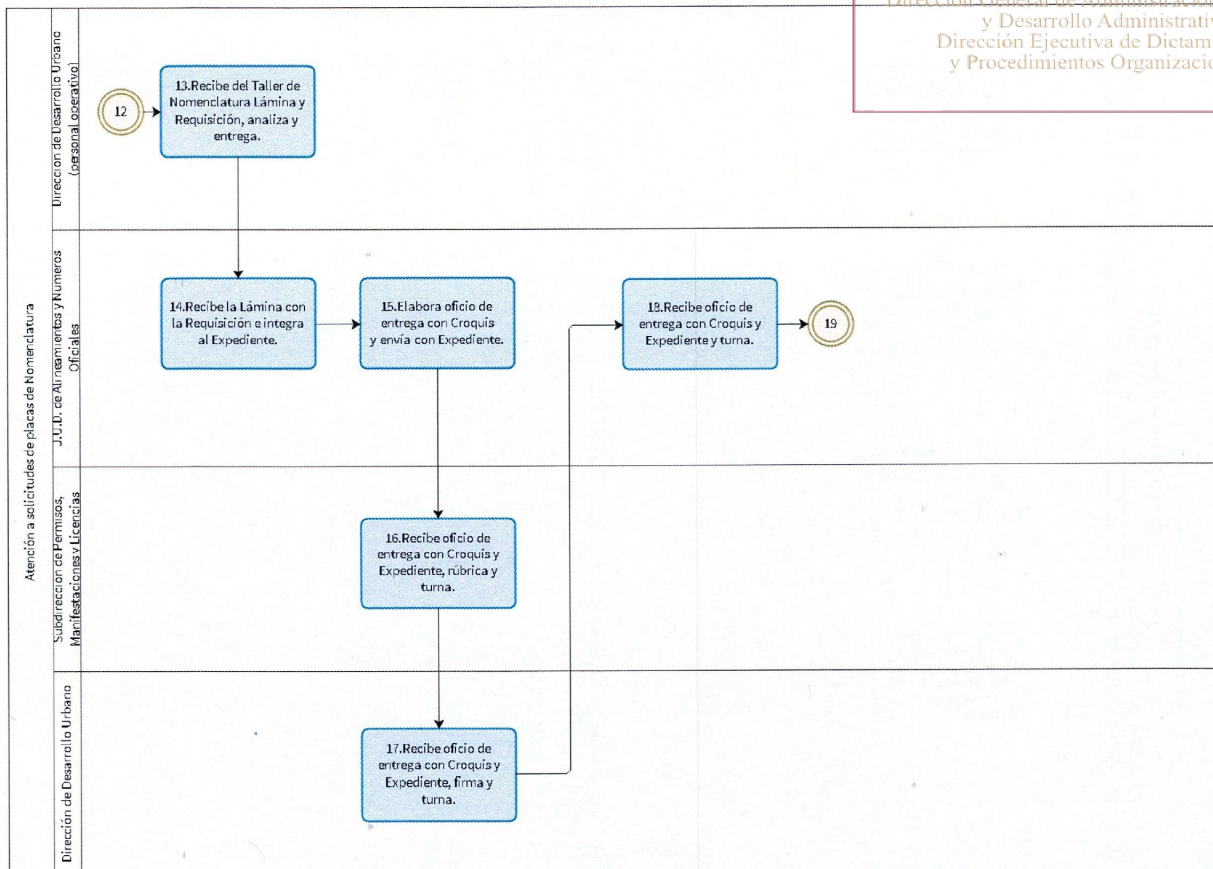 Dirección General de Administración
y Desarrollo Administrativ
Dirección Ejecutiva de Dictam
y Procedimientos Organizacio
Atención a solicitudes de placas de Nomenclatura
Dirección de Desarrollo Urbano
(personal operativo)
12
13.Recibe del Taller de
Nomenclatura Lámina y
Requisición, analiza y
entrega.
J.U.D. de Alineamientos y Números
Oficiales
14.Recibe la Lámina con
la Requisición e integra
al Expediente.
15.Elabora oficio de
entrega con Croquis
y envía con Expediente.
18.Recibe oficio de
entrega con Croquis y
Expediente y turna.
19
Subdirección de Permisos,
Manifestaciones y Licencias
16.Recibe oficio de
entrega con Croquis y
Expediente, rúbrica y
turna.
Dirección de Desarrollo Urbano
17.Recibe oficio de
entrega con Croquis y
Expediente, firma y
turna.